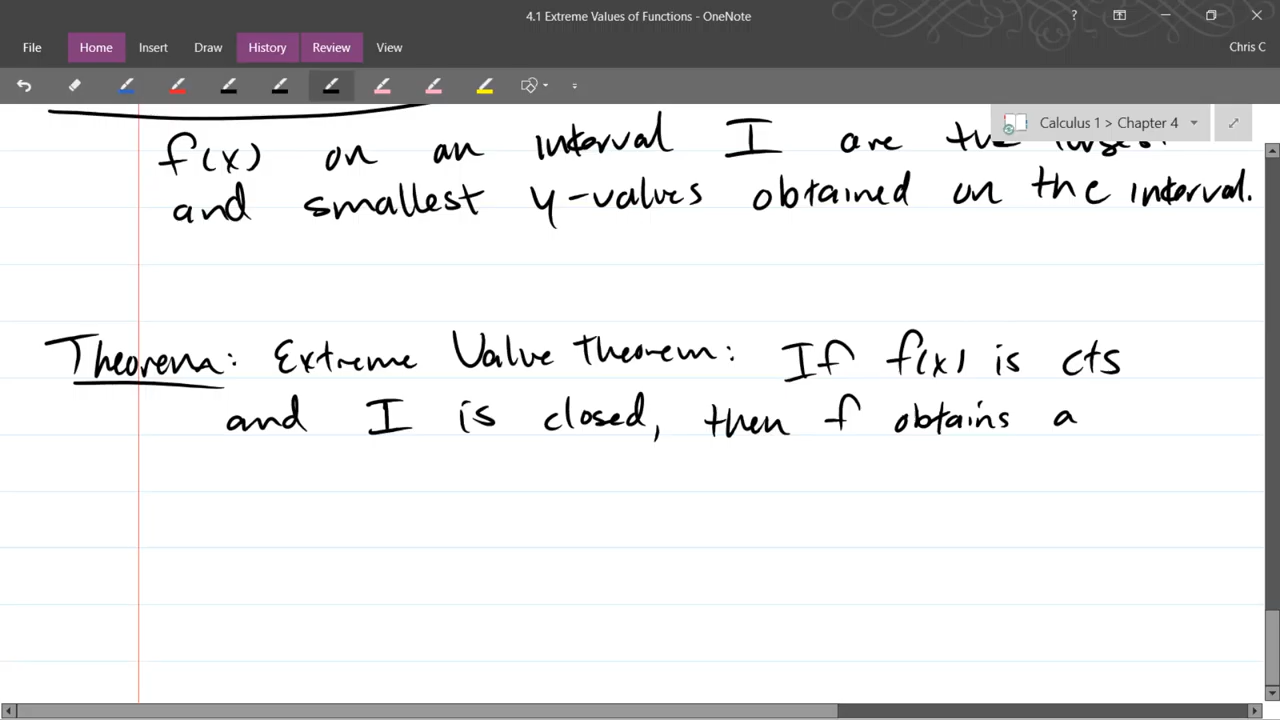 4.1 Extreme Values of Functions - OneNote
?
File
Home
Insert
Draw
History
Review
View
Chris C
Calculus 1 > Chapter 4
f(x) on an interval I are the largest
and smallest y-values obtained on the interval.
Theorem: Extreme Value Theorem: If f(x) is cts
and I is closed, then f obtains a